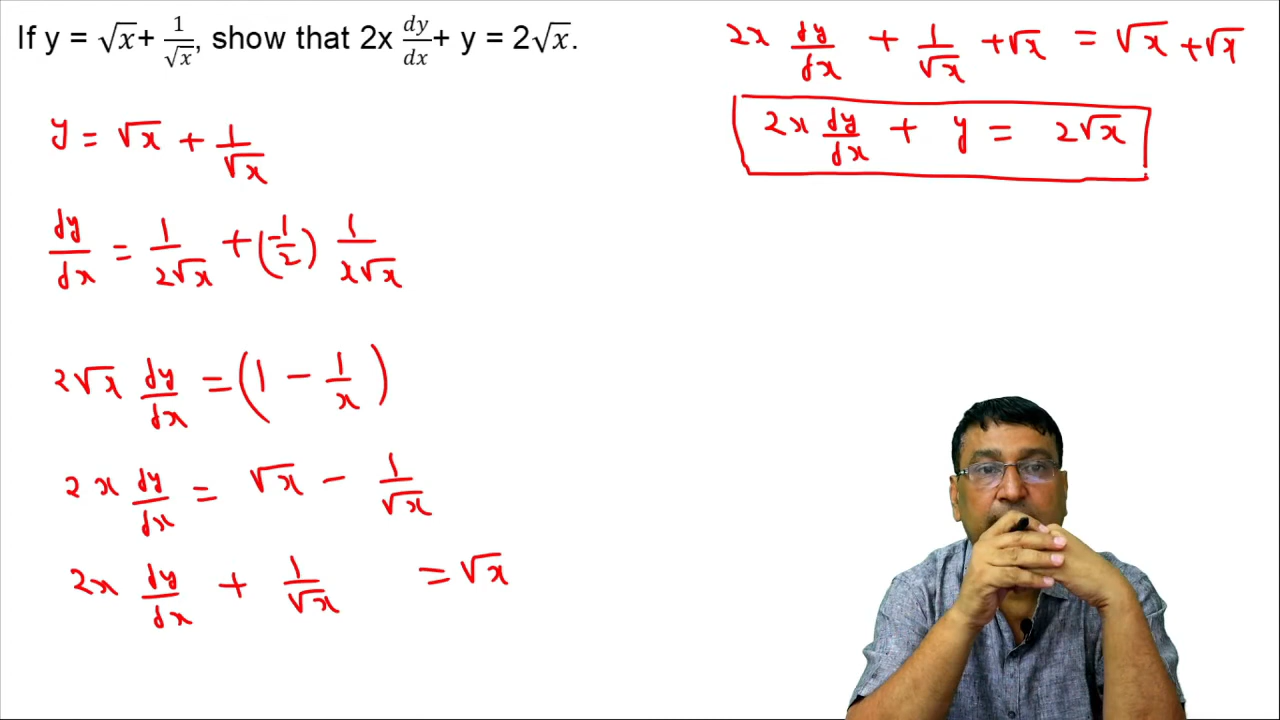 If y = √x + 1/√x, show that 2x dy/dx + y = 2√x.
y = √x + 1/√x
dy/dx = 1/2√x + (-1/2) 1/x√x
2√x dy/dx = (1 - 1/x)
2x dy/dx = √x - 1/√x
2x dy/dx + 1/√x = √x
2x dy/dx + 1/√x + √x = √x + √x
2x dy/dx + y = 2√x